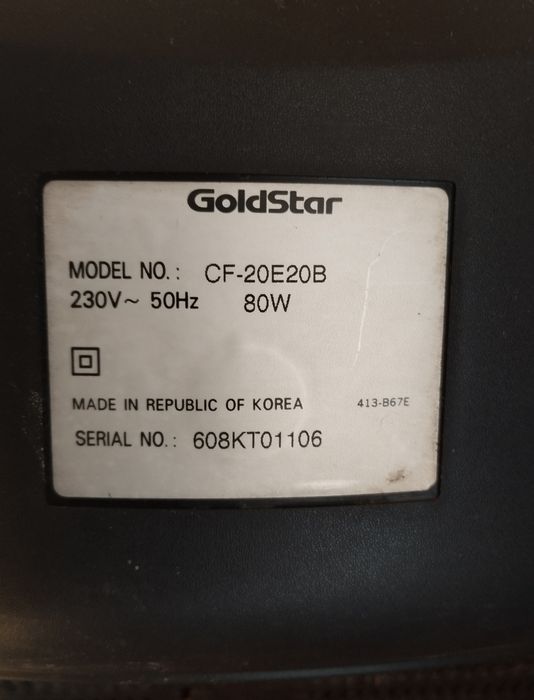 GoldStar
MODEL NO.: CF-20E20B
230V~ 50Hz 80W
MADE IN REPUBLIC OF KOREA 413-B67E
SERIAL NO.: 608KT01106